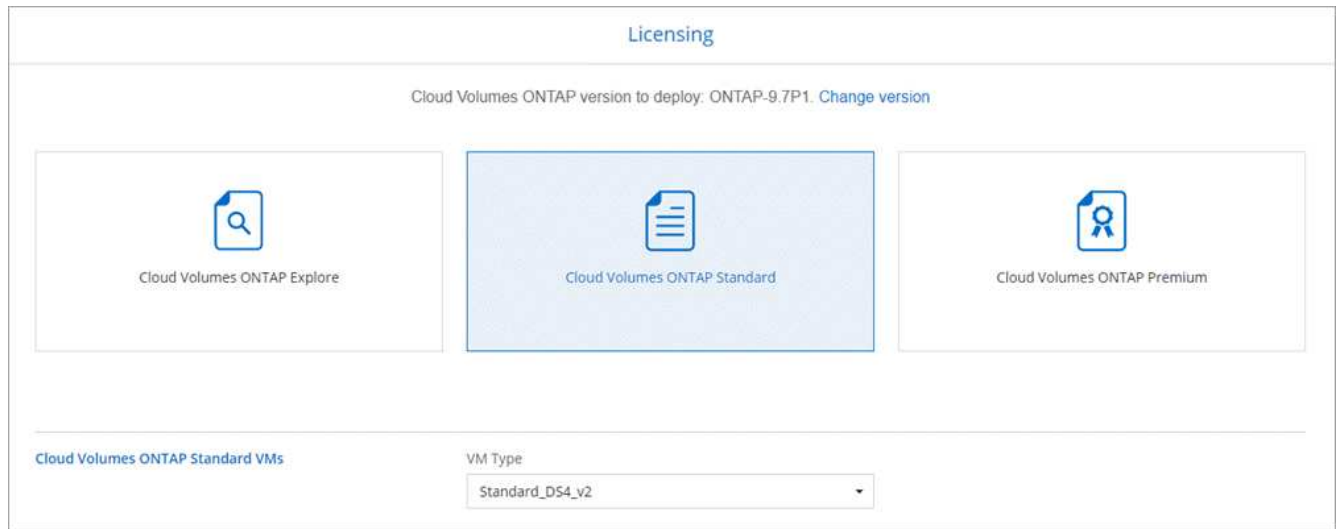 Licensing
Cloud Volumes ONTAP version to deploy: ONTAP-9.7P1. Change version
Cloud Volumes ONTAP Explore
Cloud Volumes ONTAP Standard
Cloud Volumes ONTAP Premium
Cloud Volumes ONTAP Standard VMs
VM Type
Standard_DS4_v2